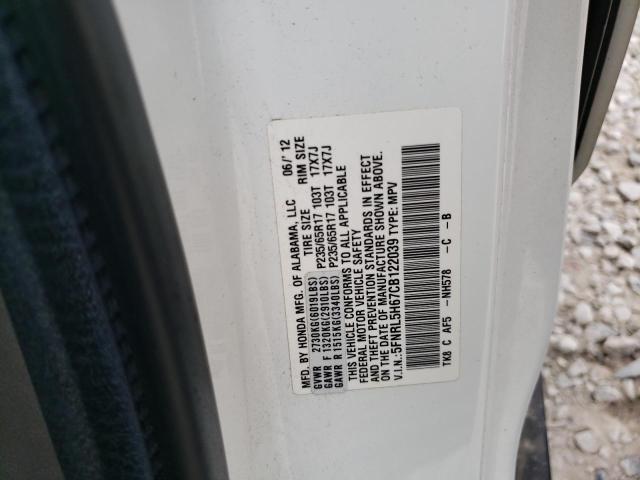 MFD. BY HONDA MFG. OF ALABAMA, LLC 06/'12
TIRE SIZE RIM SIZE
GVWR 2730KG(6019LBS)
GAWR F 1320KG(2910LBS) P235/65R17 103T 17X7J
GAWR R 1515KG(3340LBS) P235/65R17 103T 17X7J
THIS VEHICLE CONFORMS TO ALL APPLICABLE
FEDERAL MOTOR VEHICLE SAFETY
AND THEFT PREVENTION STANDARDS IN EFFECT
ON THE DATE OF MANUFACTURE SHOWN ABOVE.
V.I.N.:5FNRL5H67CB122039 TYPE: MPV
TK8 C AF5 -NH578 -C -B